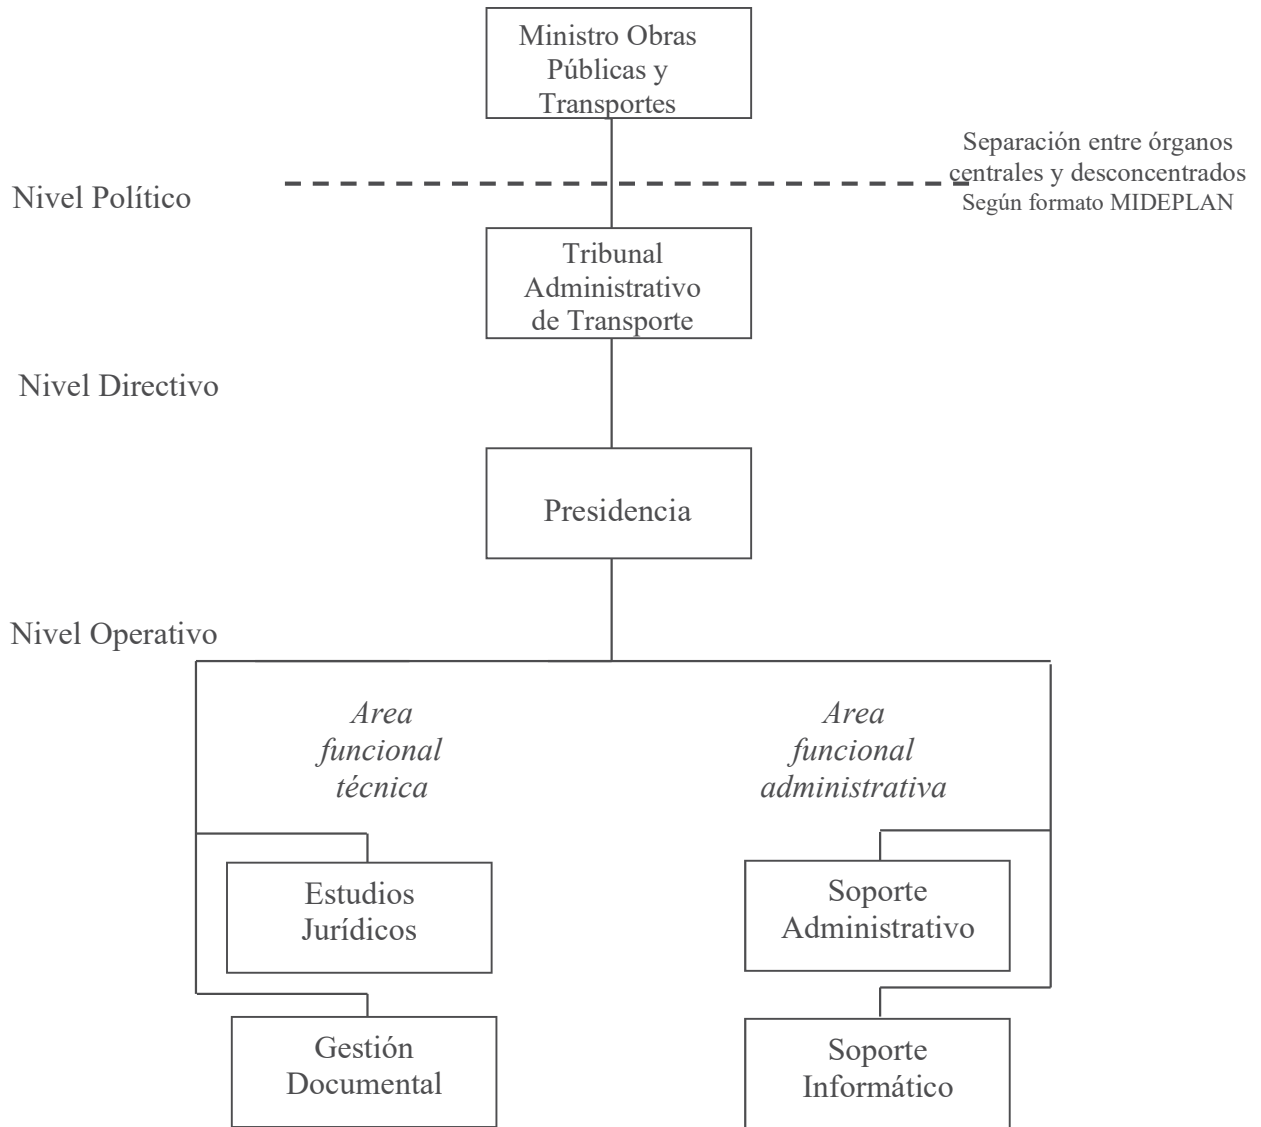 Ministro Obras
Públicas y
Transportes
Separación entre órganos
centrales y desconcentrados
Según formato MIDEPLAN
Nivel Político
Tribunal
Administrativo
de Transporte
Nivel Directivo
Presidencia
Nivel Operativo
Area
funcional
técnica
Area
funcional
administrativa
Estudios
Jurídicos
Soporte
Administrativo
Gestión
Documental
Soporte
Informático